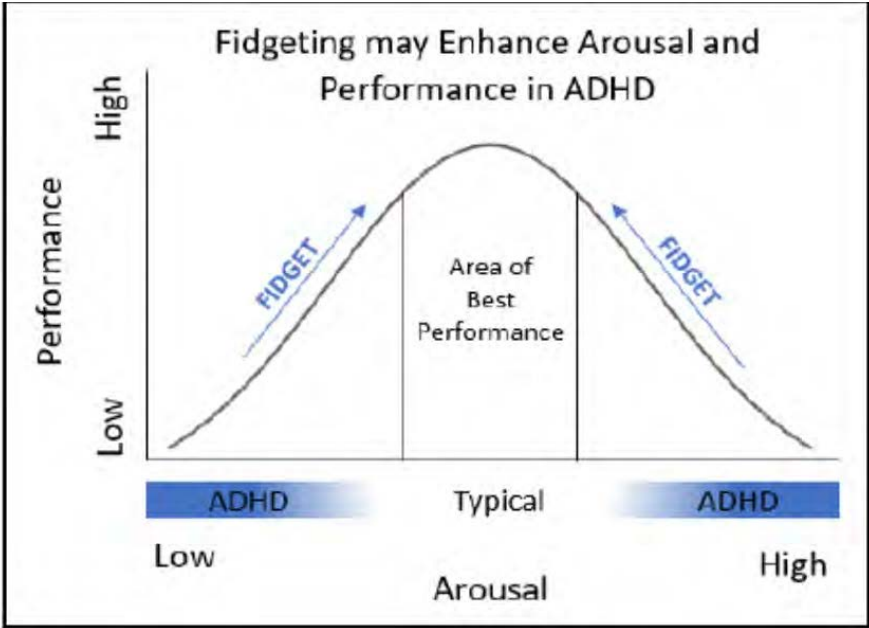 Fidgeting may Enhance Arousal and
Performance in ADHD
High
Performance
Low
FIDGET
FIDGET
Area of
Best
Performance
ADHD
Typical
ADHD
Low
High
Arousal